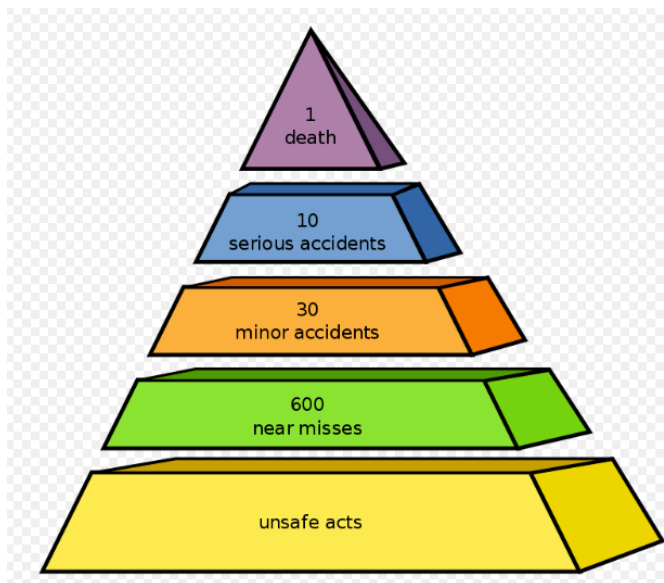 1
death
10
serious accidents
30
minor accidents
600
near misses
unsafe acts